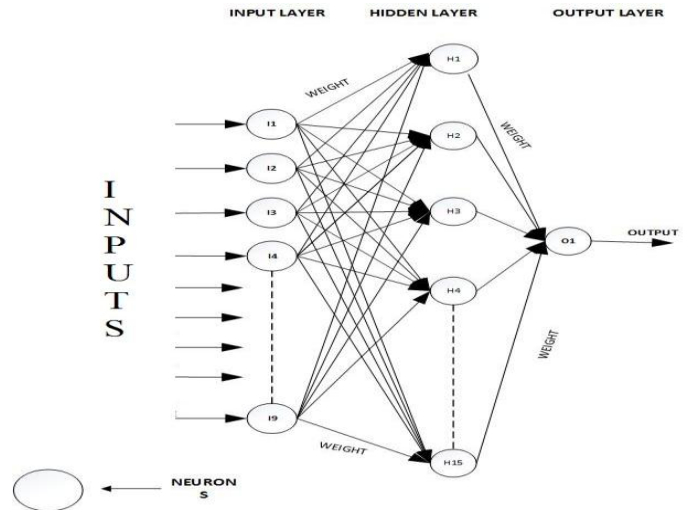 INPUT LAYER HIDDEN LAYER OUTPUT LAYER
H1
WEIGHT
I1
H2
WEIGHT
I2
I3
H3
INPUTS
I4
O1
OUTPUT
H4
WEIGHT
I9
WEIGHT
H15
NEURON
S